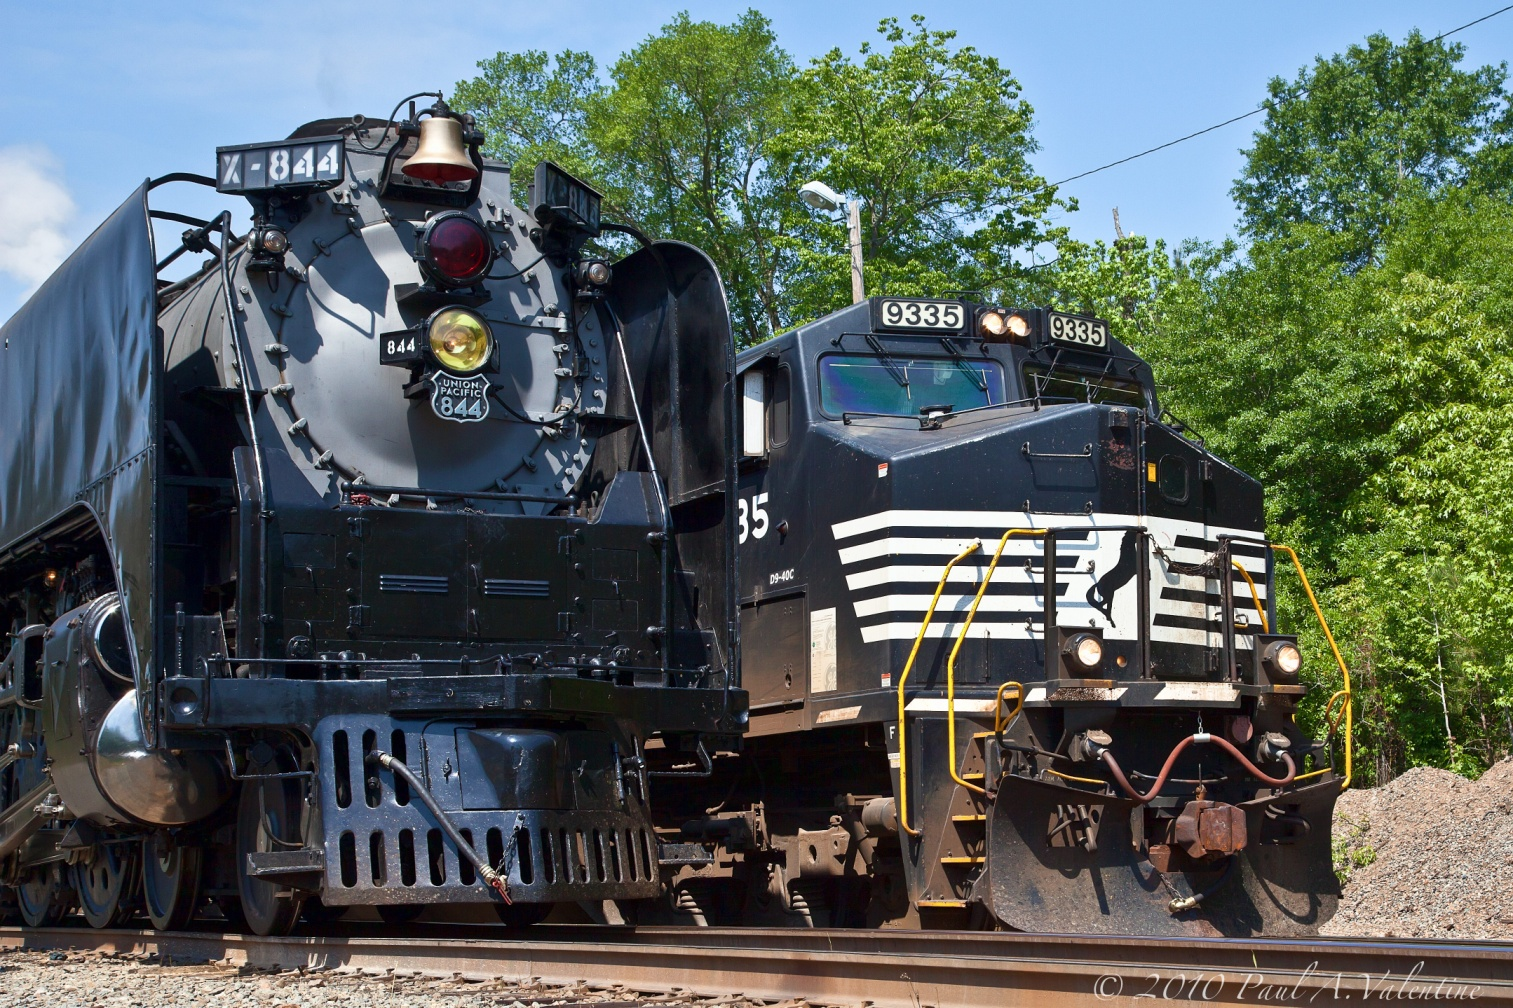 X-844
844
UNION
PACIFIC
844
9335
9335
35
D9-40C
F
© 2010 Paul A. Valentine